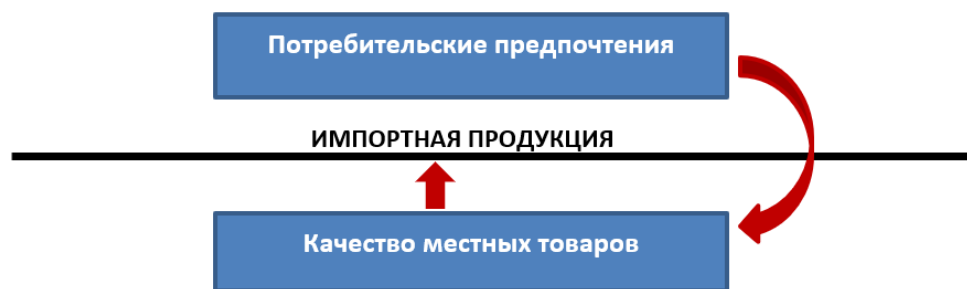 Потребительские предпочтения
ИМПОРТНАЯ ПРОДУКЦИЯ
Качество местных товаров